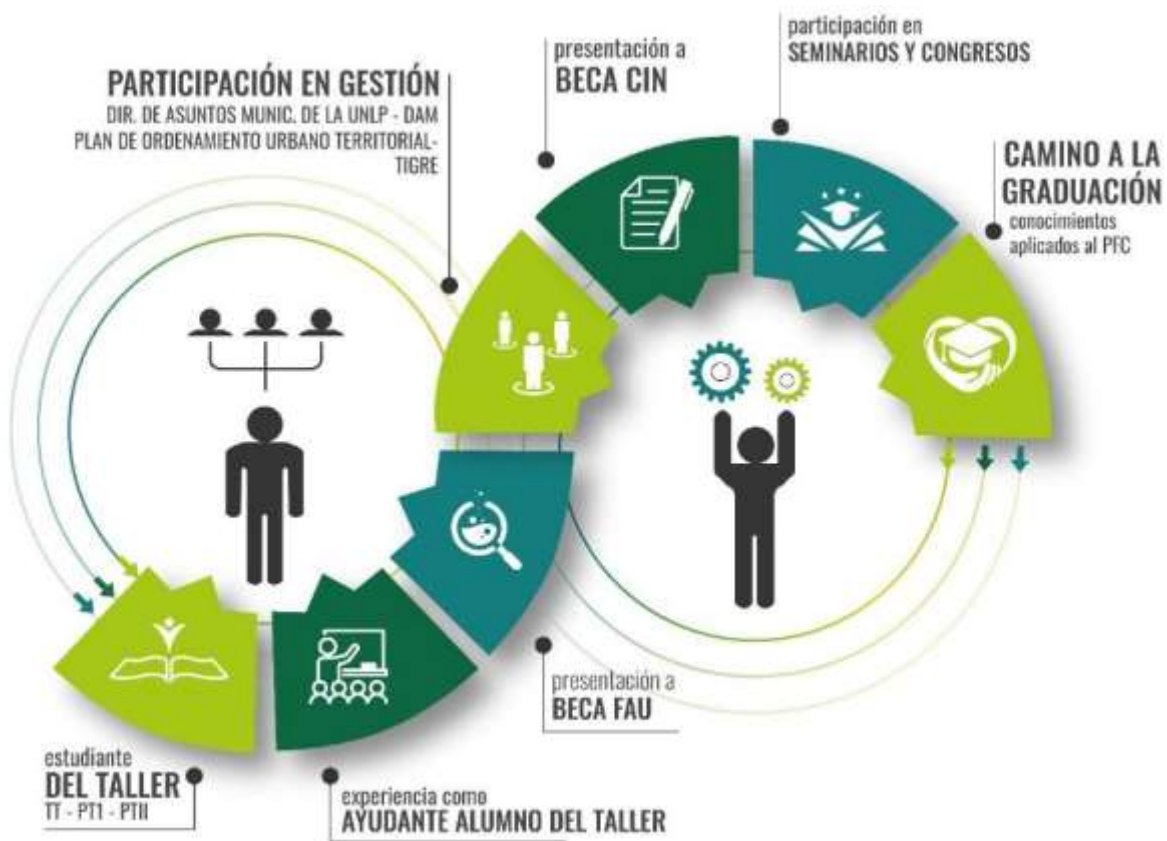 PARTICIPACIÓN EN GESTIÓN
DIR. DE ASUNTOS MUNIC. DE LA UNLP - DAM
PLAN DE ORDENAMIENTO URBANO TERRITORIAL-
TIGRE
presentación a
BECA CIN
participación en
SEMINARIOS Y CONGRESOS
CAMINO A LA
GRADUACIÓN
conocimientos
aplicados al PFC
presentación a
BECA FAU
estudiante
DEL TALLER
TT - PT1 - PTII
experiencia como
AYUDANTE ALUMNO DEL TALLER